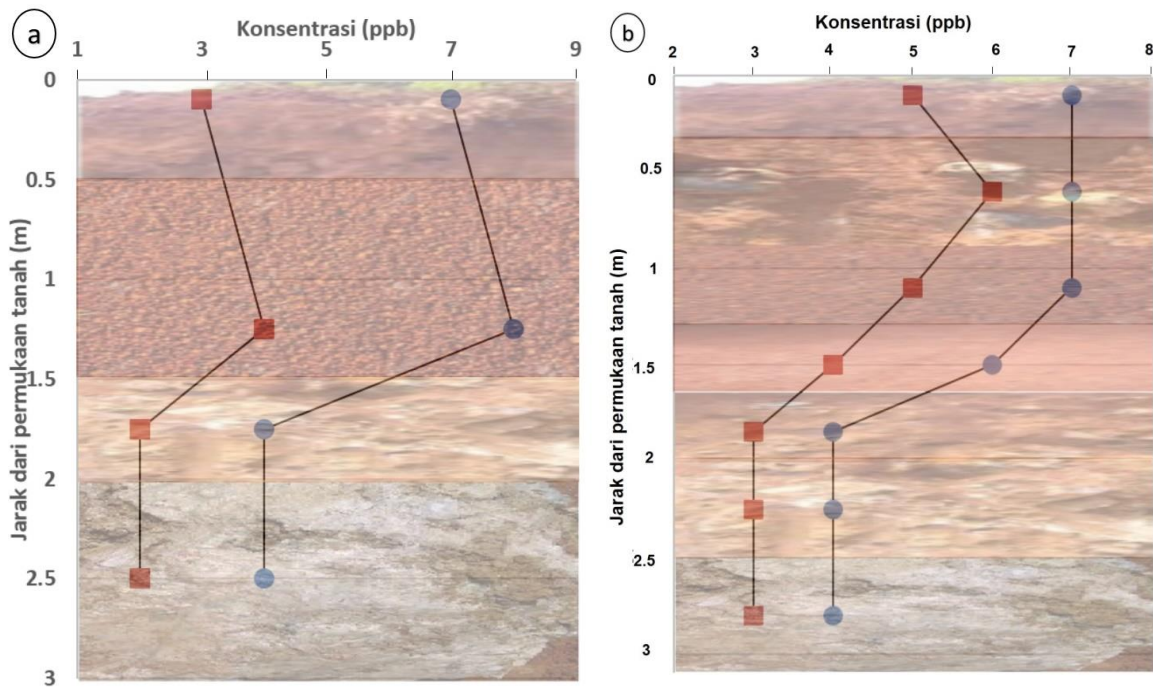 a
Konsentrasi (ppb)
1 3 5 7 9
Jarak dari permukaan tanah (m)
0
0.5
1
1.5
2
2.5
3
b
Konsentrasi (ppb)
2 3 4 5 6 7 8
Jarak dari permukaan tanah (m)
0
0.5
1
1.5
2
2.5
3